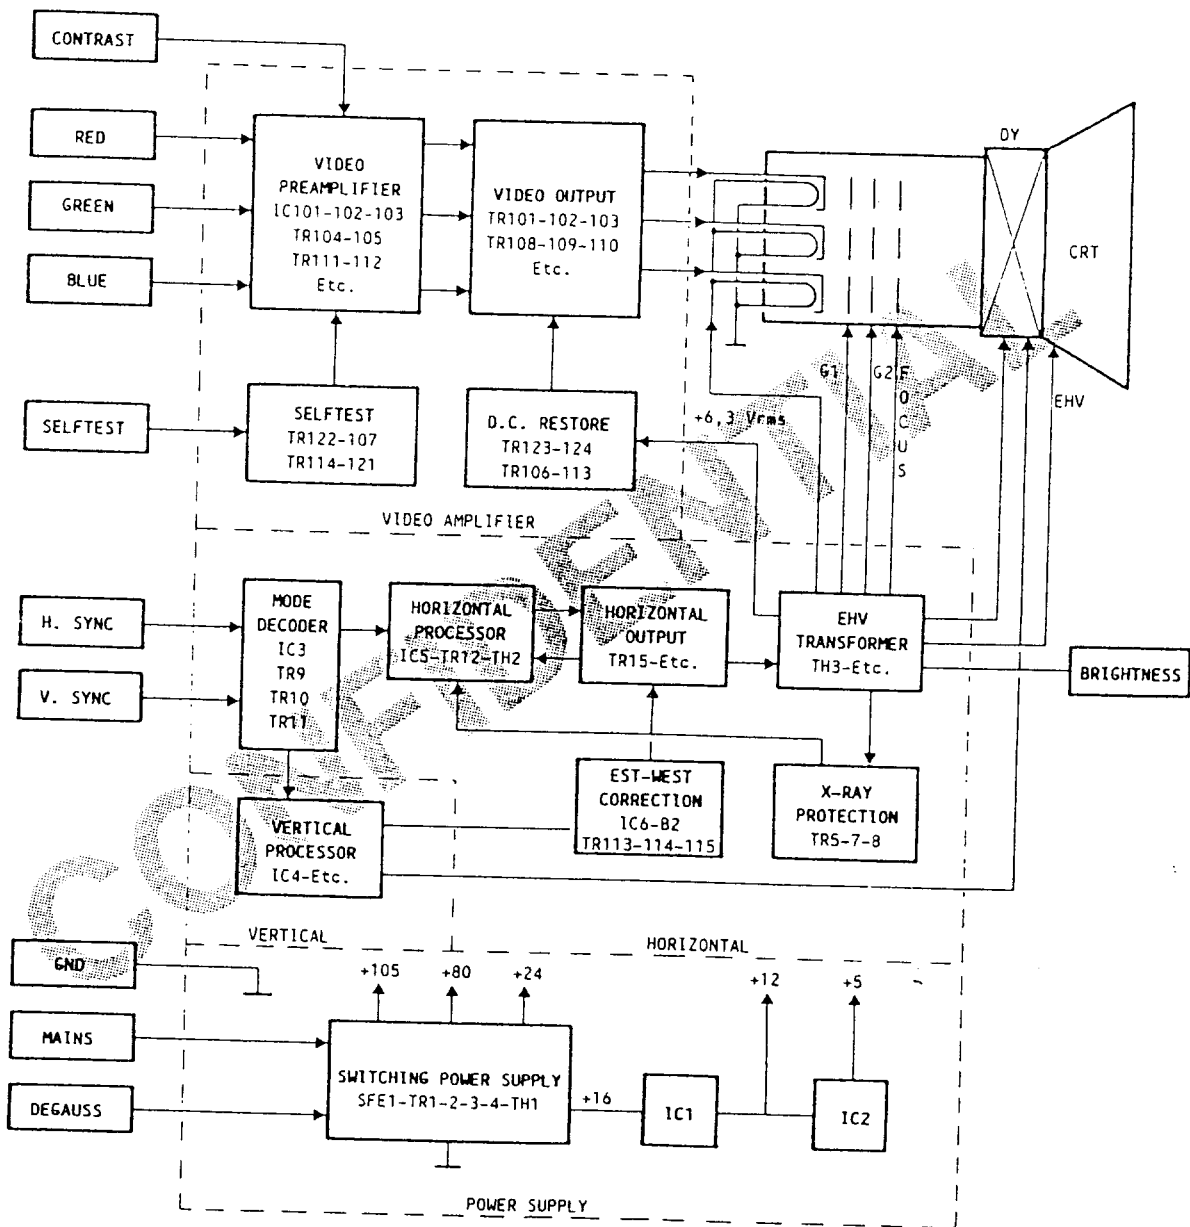 CONTRAST
RED
GREEN
BLUE
VIDEO
PREAMPLIFIER
IC101-102-103
TR104-105
TR111-112
Etc.
VIDEO OUTPUT
TR101-102-103
TR108-109-110
Etc.
DY
CRT
SELFTEST
SELFTEST
TR122-107
TR114-121
D.C. RESTORE
TR123-124
TR106-113
+6,3 Vrms
G1
G2
FOCUS
EHV
VIDEO AMPLIFIER
H. SYNC
V. SYNC
MODE
DECODER
IC3
TR9
TR10
TR11
HORIZONTAL
PROCESSOR
IC5-TR12-TH2
HORIZONTAL
OUTPUT
TR15-Etc.
EHV
TRANSFORMER
TH3-Etc.
BRIGHTNESS
VERTICAL
PROCESSOR
IC4-Etc.
EST-WEST
CORRECTION
IC6-B2
TR113-114-115
X-RAY
PROTECTION
TR5-7-8
VERTICAL
HORIZONTAL
GND
MAINS
DEGAUSS
+105
+80
+24
+12
+5
SWITCHING POWER SUPPLY
SFE1-TR1-2-3-4-TH1
+16
IC1
IC2
POWER SUPPLY
CONFIDENTIAL